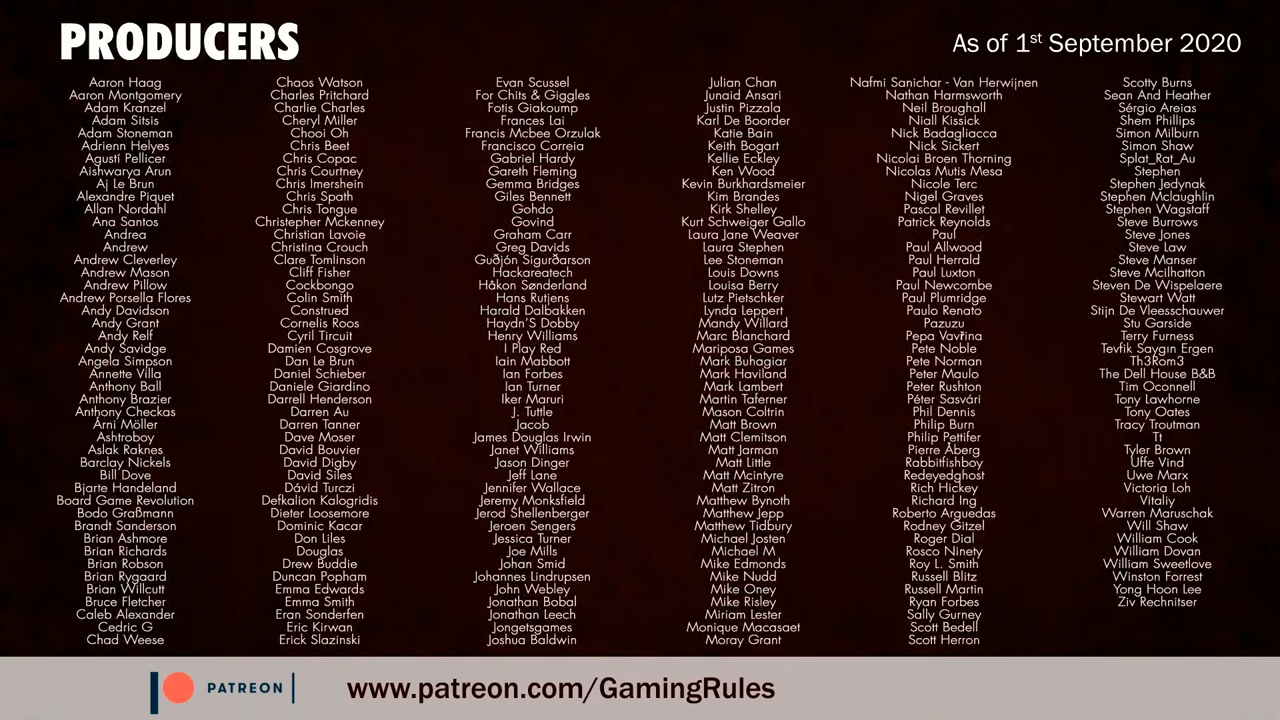 PRODUCERS
As of 1st September 2020
Aaron Haag
Aaron Montgomery
Adam Kranzel
Adam Sitsis
Adam Stoneman
Adrienn Helyes
Agustí Pellicer
Aishwarya Arun
Aj Le Brun
Alexandre Piquet
Allan Nordahl
Ana Santos
Andrea
Andrew
Andrew Cleverley
Andrew Mason
Andrew Pillow
Andrew Porsella Flores
Andy Davidson
Andy Grant
Andy Relf
Andy Savidge
Angela Simpson
Annette Villa
Anthony Ball
Anthony Brazier
Anthony Checkas
Árni Möller
Ashtroboy
Aslak Raknes
Barclay Nickels
Bill Dove
Bjarte Handeland
Board Game Revolution
Bodo Graßmann
Brandt Sanderson
Brian Ashmore
Brian Richards
Brian Robson
Brian Rygaard
Brian Willcutt
Bruce Fletcher
Caleb Alexander
Cedric G
Chad Weese
Chaos Watson
Charles Pritchard
Charlie Charles
Cheryl Miller
Chooi Oh
Chris Beet
Chris Copac
Chris Courtney
Chris Imershein
Chris Spath
Chris Tongue
Christepher Mckenney
Christian Lavoie
Christina Crouch
Clare Tomlinson
Cliff Fisher
Cockbongo
Colin Smith
Construed
Cornelis Roos
Cyril Tircuit
Damien Cosgrove
Dan Le Brun
Daniel Schieber
Daniele Giardino
Darrell Henderson
Darren Au
Darren Tanner
Dave Moser
David Bouvier
David Digby
David Siles
Dávid Turczi
Defkalion Kalogridis
Dieter Loosemore
Dominic Kacar
Don Liles
Douglas
Drew Buddie
Duncan Popham
Emma Edwards
Emma Smith
Eran Sonderfen
Eric Kirwan
Erick Slazinski
Evan Scussel
For Chits & Giggles
Fotis Giakoump
Frances Lai
Francis Mcbee Orzulak
Francisco Correia
Gabriel Hardy
Gareth Fleming
Gemma Bridges
Giles Bennett
Gohdo
Govind
Graham Carr
Greg Davids
Guðjón Sigurðarson
Hackareatech
Håkon Sønderland
Hans Rutjens
Harald Dalbakken
Haydn'S Dobby
Henry Williams
I Play Red
Iain Mabbott
Ian Forbes
Ian Turner
Iker Maruri
J. Tuttle
Jacob
James Douglas Irwin
Janet Williams
Jason Dinger
Jeff Lane
Jennifer Wallace
Jeremy Monksfield
Jerod Shellenberger
Jeroen Sengers
Jessica Turner
Joe Mills
Johan Smid
Johannes Lindrupsen
John Webley
Jonathan Bobal
Jonathan Leech
Jongetsgames
Joshua Baldwin
Julian Chan
Junaid Ansari
Justin Pizzala
Karl De Boorder
Katie Bain
Keith Bogart
Kellie Eckley
Ken Wood
Kevin Burkhardsmeier
Kim Brandes
Kirk Shelley
Kurt Schweiger Gallo
Laura Jane Weaver
Laura Stephen
Lee Stoneman
Louis Downs
Louisa Berry
Lutz Pietschker
Lynda Leppert
Mandy Willard
Marc Blanchard
Mariposa Games
Mark Buhagiar
Mark Haviland
Mark Lambert
Martin Taferner
Mason Coltrin
Matt Brown
Matt Clemitson
Matt Jarman
Matt Little
Matt Mcintyre
Matt Zitron
Matthew Bynoth
Matthew Jepp
Matthew Tidbury
Michael Josten
Michael M
Mike Edmonds
Mike Nudd
Mike Oney
Mike Risley
Miriam Lester
Monique Macasaet
Moray Grant
Nafmi Sanichar - Van Herwijnen
Nathan Harmsworth
Neil Broughall
Niall Kissick
Nick Badagliacca
Nick Sickert
Nicolai Broen Thorning
Nicolas Mutis Mesa
Nicole Terc
Nigel Graves
Pascal Revillet
Patrick Reynolds
Paul
Paul Allwood
Paul Herald
Paul Luxton
Paul Newcombe
Paul Plumridge
Paulo Renato
Pazuzu
Pepa Vavřina
Pete Noble
Pete Norman
Peter Maulo
Peter Rushton
Péter Sasvári
Phil Dennis
Philip Burn
Philip Pettifer
Pierre Åberg
Rabbitfishboy
Redeyedghost
Rich Hickey
Richard Ing
Roberto Arguedas
Rodney Gitzel
Roger Dial
Rosco Ninety
Roy L. Smith
Russell Blitz
Russell Martin
Ryan Forbes
Sally Gurney
Scott Bedell
Scott Herron
Scotty Burns
Sean And Heather
Sérgio Areias
Shem Phillips
Simon Milburn
Simon Shaw
Splat_Rat_Au
Stephen
Stephen Jedynak
Stephen Mclaughlin
Stephen Wagstaff
Steve Burrows
Steve Jones
Steve Law
Steve Manser
Steve Mcilhatton
Steven De Wispelaere
Stewart Watt
Stijn De Vleesschauwer
Stu Garside
Terry Furness
Tevfik Saygın Ergen
Th3Rom3
The Dell House B&B
Tim Oconnell
Tony Lawhorne
Tony Oates
Tracy Troutman
Tt
Tyler Brown
Uffe Vind
Uwe Marx
Victoria Loh
Vitaliy
Warren Maruschak
Will Shaw
William Cook
William Dovan
William Sweetlove
Winston Forrest
Yong Hoon Lee
Ziv Rechnitser
PATREON
www.patreon.com/GamingRules